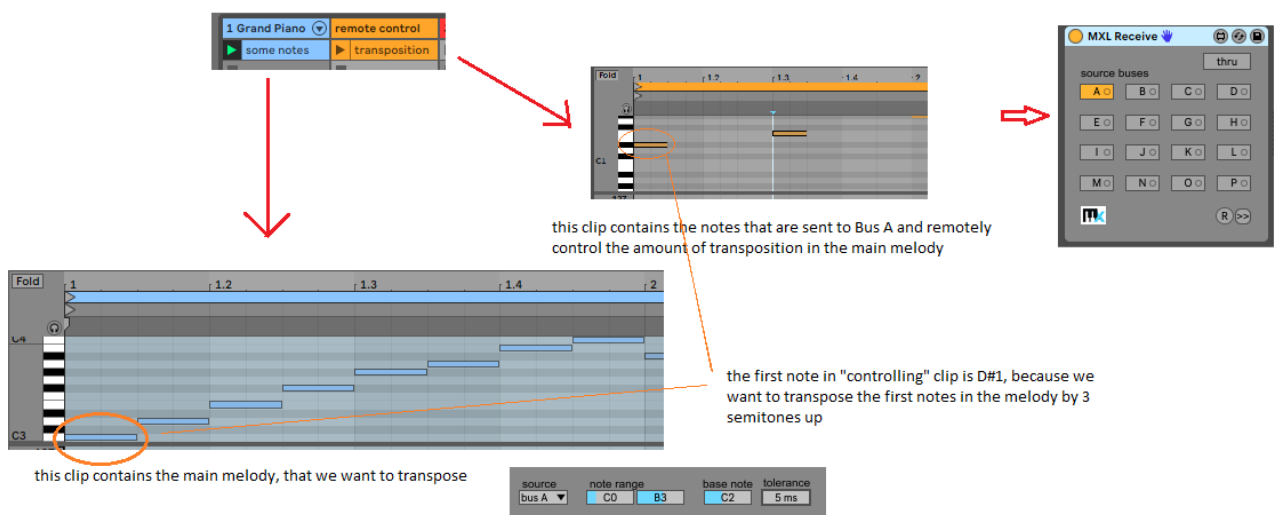 1 Grand Piano
remote control
some notes
transposition
Fold
1
1.2
1.3
1.4
2
C1
127
MXL Receive
thru
source buses
A
B
C
D
E
F
G
H
I
J
K
L
M
N
O
P
mx
R
>>
this clip contains the notes that are sent to Bus A and remotely
control the amount of transposition in the main melody
Fold
1
1.2
1.3
1.4
2
C4
C3
the first note in "controlling" clip is D#1, because we
want to transpose the first notes in the melody by 3
semitones up
this clip contains the main melody, that we want to transpose
source
note range
base note
tolerance
bus A
C0
B3
C2
5 ms